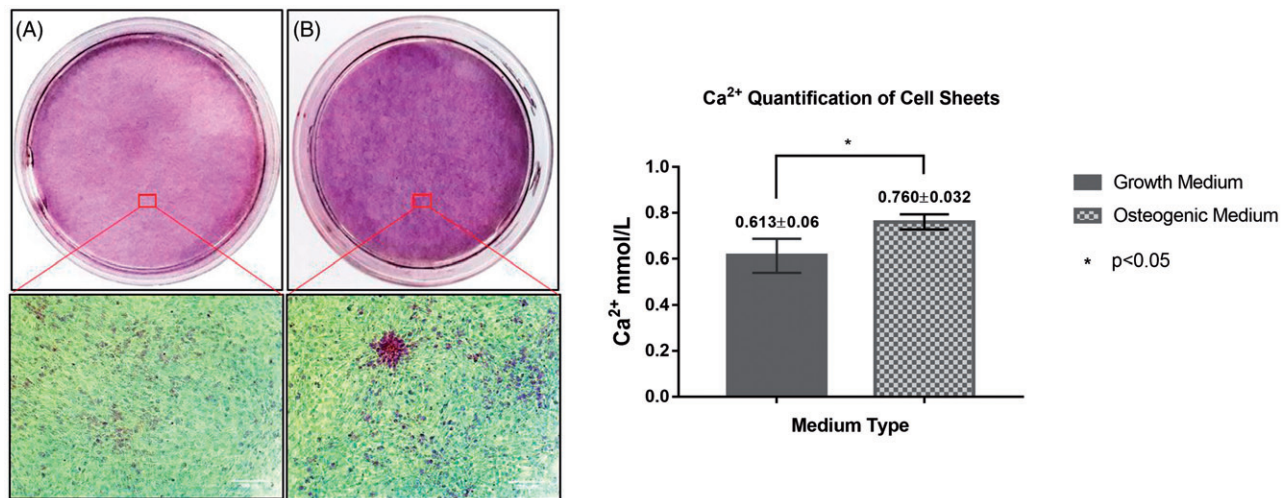 (A)
(B)
Ca²⁺ Quantification of Cell Sheets
*
1.0
0.8
0.6
0.4
0.2
0.0
Ca²⁺ mmol/L
0.613±0.06
0.760±0.032
Medium Type
Growth Medium
Osteogenic Medium
* p<0.05